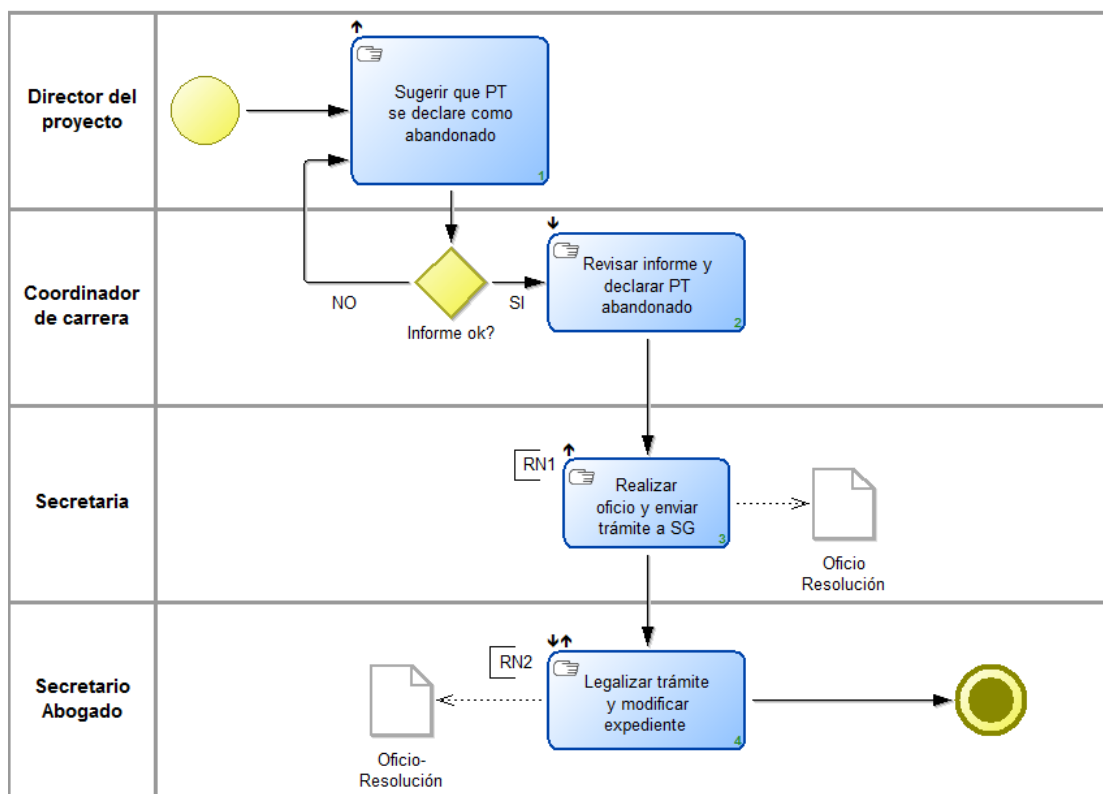 Director del
proyecto
Sugerir que PT
se declare como
abandonado
1
Coordinador
de carrera
NO
SI
Informe ok?
Revisar informe y
declarar PT
abandonado
2
Secretaria
RN1
Realizar
oficio y enviar
trámite a SG
3
Oficio
Resolución
Secretario
Abogado
RN2
Legalizar trámite
y modificar
expediente
4
Oficio-
Resolución